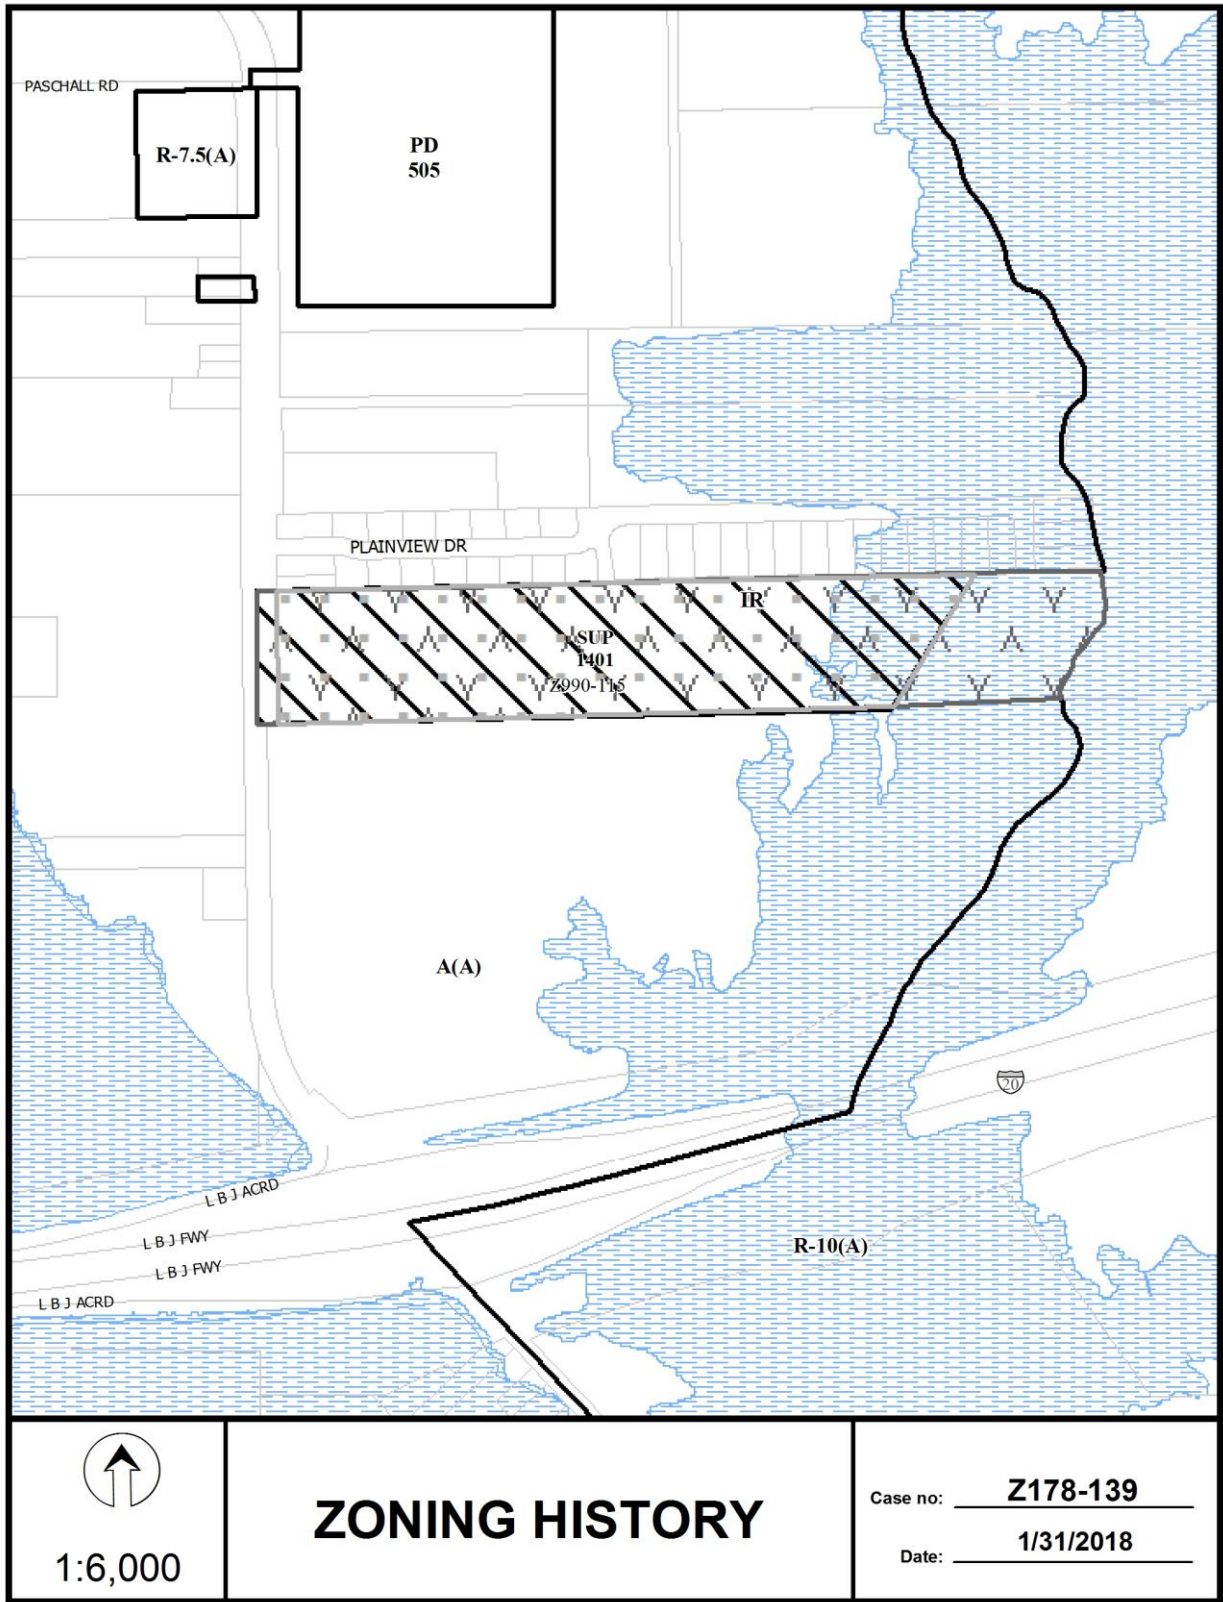 PASCHALL RD
R-7.5(A)
PD
505
PLAINVIEW DR
IR
SUP
1401
Z990-115
A(A)
20
L B J ACRD
L B J FWY
L B J FWY
L B J ACRD
R-10(A)
1:6,000
ZONING HISTORY
Case no: Z178-139
Date: 1/31/2018